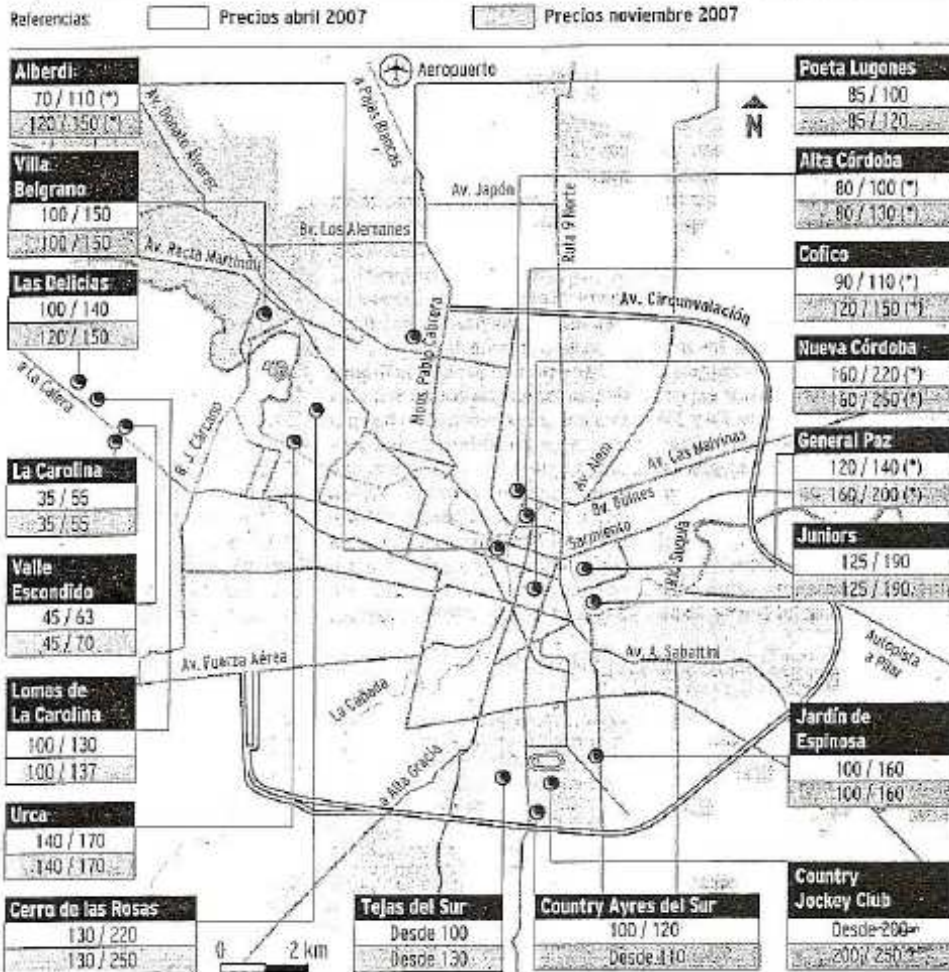 Referencias: Precios abril 2007 Precios noviembre 2007
Alberdi
70 / 110 (*)
120 / 150 (*)
Villa
Belgrano
100 / 150
100 / 150
Las Delicias
100 / 140
120 / 150
La Carolina
35 / 55
35 / 55
Valle
Escondido
45 / 63
45 / 70
Lomas de
La Carolina
100 / 130
100 / 137
Urca
140 / 170
140 / 170
Cerro de las Rosas
130 / 220
130 / 250
Aeropuerto
a Pajas Blancas
N
Av. Donato Alvarez
Av. Japón
Ruta 9 Norte
Bv. Los Alemanes
Av. Recta Martinoli
Av. Circunvalación
Mons. Pablo Cabrera
a La Calera
B. J. Cárcano
Av. Alem
Av. Las Malvinas
Bv. Bulnes
Sarmiento
Río Suquía
Av. Fuerza Aérea
La Cañada
Av. A. Sabattini
Autopista
a Pilar
a Alta Gracia
0 2 km
Tejas del Sur
Desde 100
Desde 130
Country Ayres del Sur
100 / 120
Desde 110
Poeta Lugones
85 / 100
85 / 120
Alta Córdoba
80 / 100 (*)
80 / 130 (*)
Cofico
90 / 110 (*)
120 / 150 (*)
Nueva Córdoba
160 / 220 (*)
160 / 250 (*)
General Paz
120 / 140 (*)
160 / 200 (*)
Juniors
125 / 190
125 / 190
Jardín de
Espinosa
100 / 160
100 / 160
Country
Jockey Club
Desde 200
200 / 250